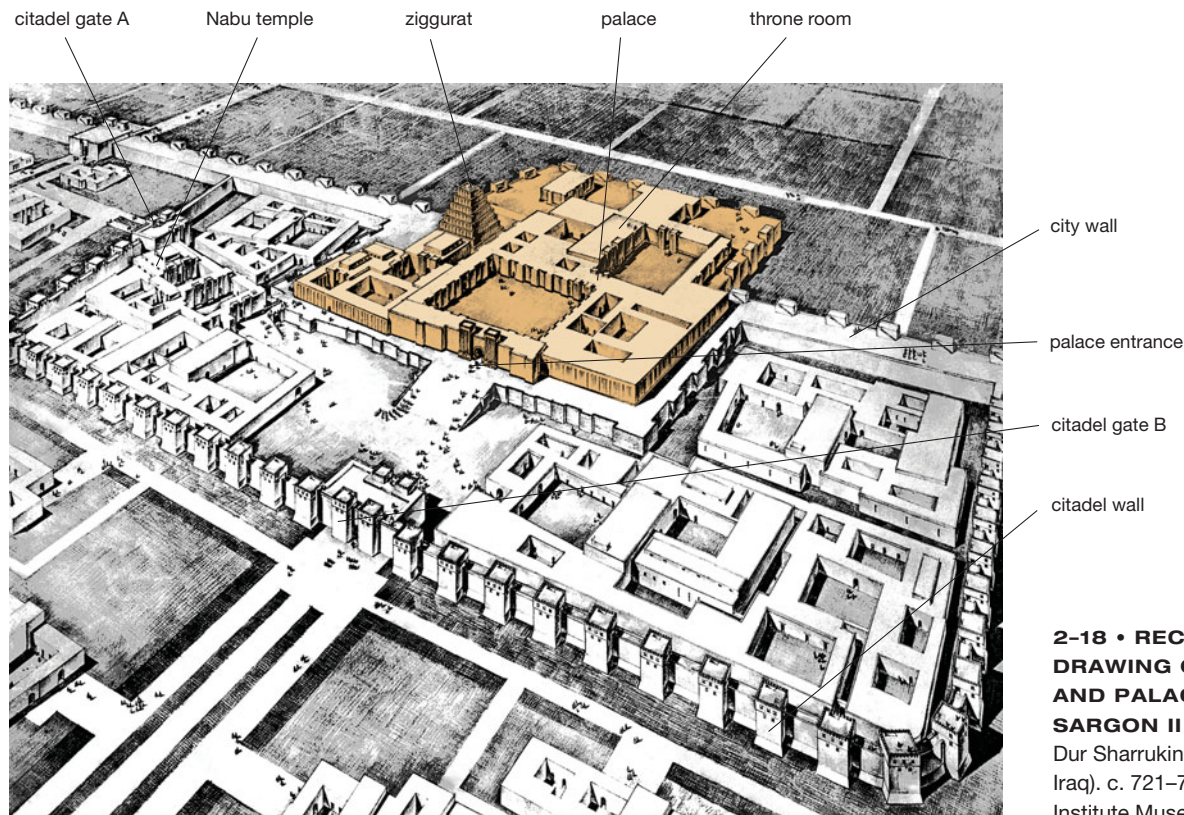 citadel gate A
Nabu temple
ziggurat
palace
throne room
city wall
palace entrance
citadel gate B
citadel wall
2–18 • REC
DRAWING
AND PALAC
SARGON II
Dur Sharrukin
Iraq). c. 721–7
Institute Muse